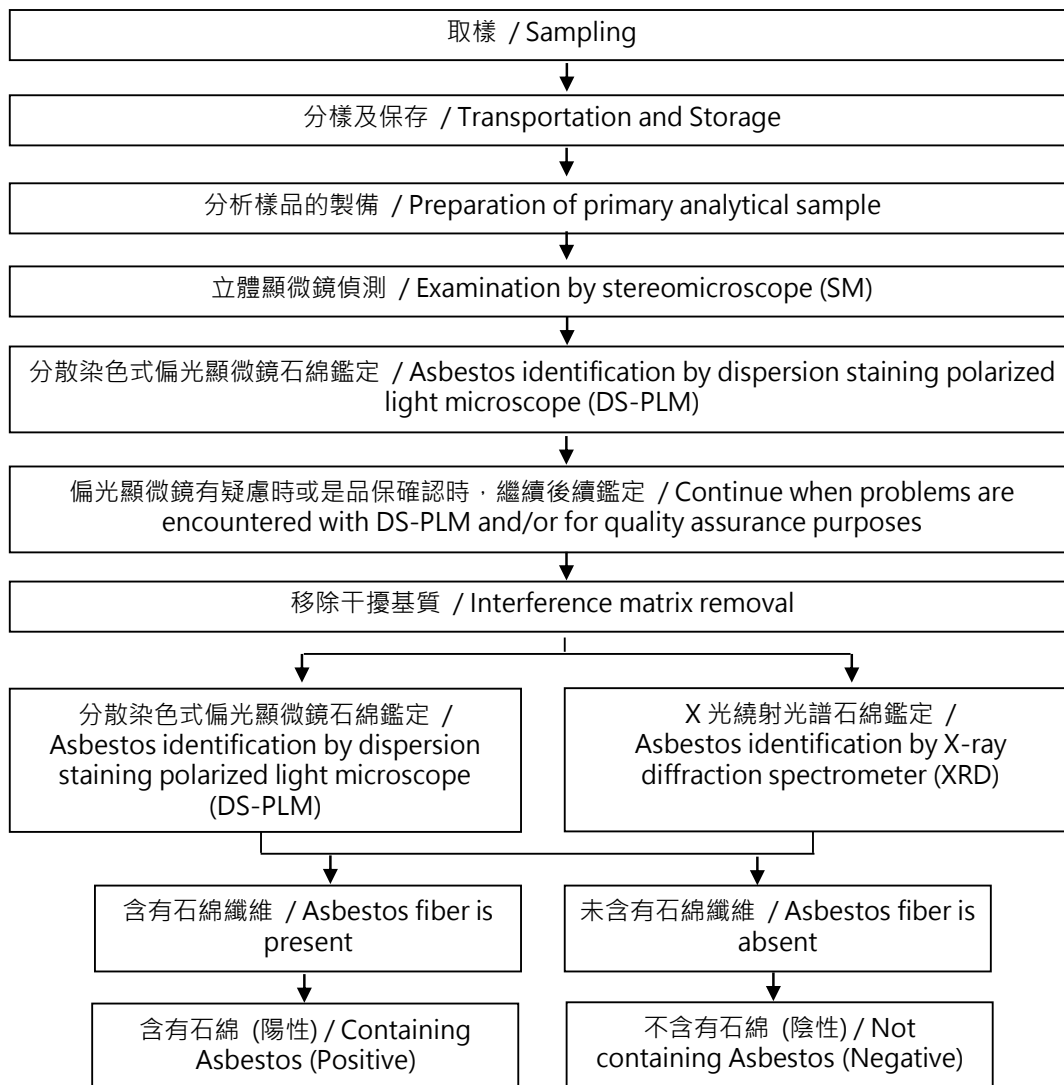 取樣 / Sampling
分樣及保存 / Transportation and Storage
分析樣品的製備 / Preparation of primary analytical sample
立體顯微鏡偵測 / Examination by stereomicroscope (SM)
分散染色式偏光顯微鏡石綿鑑定 / Asbestos identification by dispersion staining polarized
light microscope (DS-PLM)
偏光顯微鏡有疑慮時或是品保確認時，繼續後續鑑定 / Continue when problems are
encountered with DS-PLM and/or for quality assurance purposes
移除干擾基質 / Interference matrix removal
分散染色式偏光顯微鏡石綿鑑定 /
Asbestos identification by dispersion
staining polarized light microscope
(DS-PLM)
X 光繞射光譜石綿鑑定 /
Asbestos identification by X-ray
diffraction spectrometer (XRD)
含有石綿纖維 / Asbestos fiber is
present
未含有石綿纖維 / Asbestos fiber is
absent
含有石綿 (陽性) / Containing
Asbestos (Positive)
不含有石綿 (陰性) / Not
containing Asbestos (Negative)